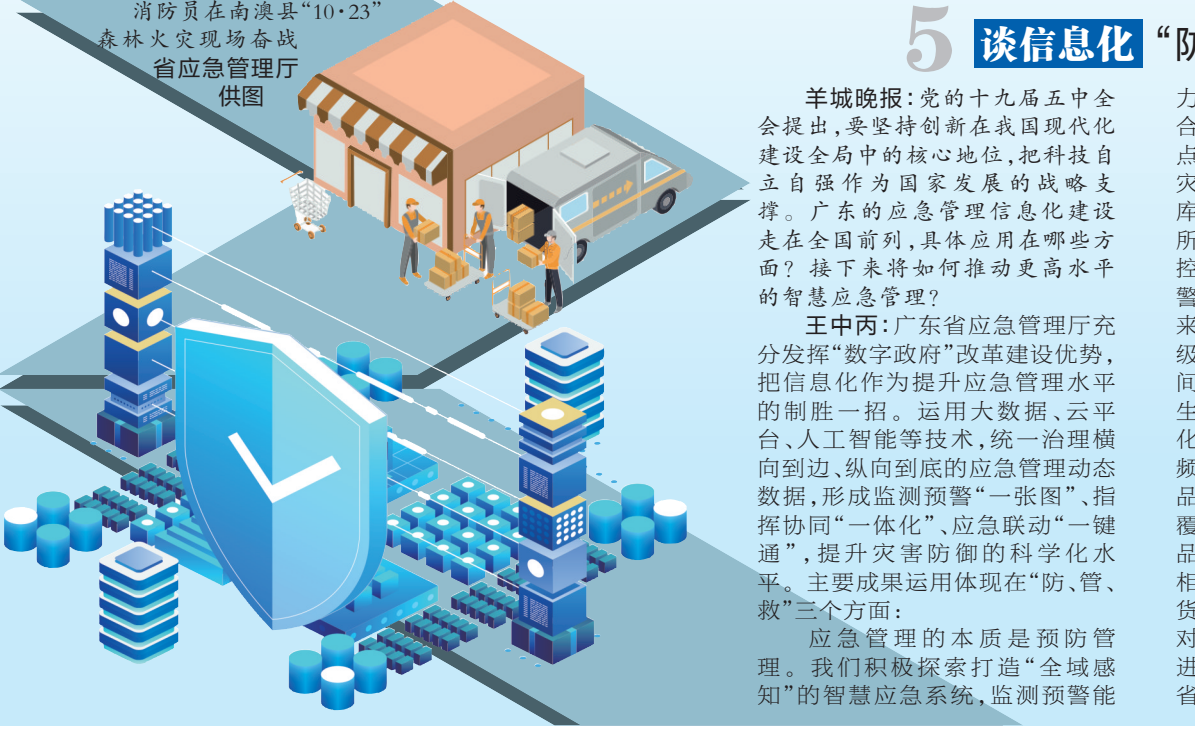 消防员在南澳县“10·23”
森林火灾现场奋战
省应急管理厅
供图
5 谈信息化 “防
羊城晚报：党的十九届五中全
会提出，要坚持创新在我国现代化
建设全局中的核心地位，把科技自
立自强作为国家发展的战略支
撑。广东的应急管理信息化建设
走在全国前列，具体应用在哪些方
面？接下来将如何推动更高水平
的智慧应急管理？
王中丙：广东省应急管理厅充
分发挥“数字政府”改革建设优势，
把信息化作为提升应急管理水平
的制胜一招。运用大数据、云平
台、人工智能等技术，统一治理横
向到边、纵向到底的应急管理动态
数据，形成监测预警“一张图”、指
挥协同“一体化”、应急联动“一键
通”，提升灾害防御的科学化水
平。主要成果运用体现在“防、管、
救”三个方面：
应急管理的本质是预防管
理。我们积极探索打造“全域感
知”的智慧应急系统，监测预警能
力
合
点
灾
库
所
控
警
来
级
间
生
化
频
品
覆
品
相
货
对
进
省